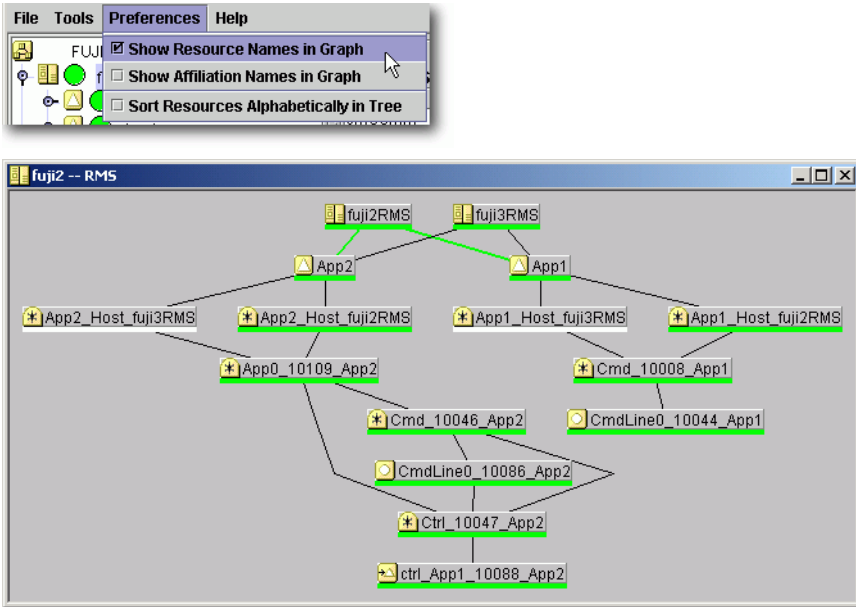 File Tools Preferences Help
FUJI
Show Resource Names in Graph
f
Show Affiliation Names in Graph
Sort Resources Alphabetically in Tree
fuji2 -- RMS
fuji2RMS fuji3RMS
App2 App1
App2_Host_fuji3RMS App2_Host_fuji2RMS App1_Host_fuji3RMS App1_Host_fuji2RMS
App0_10109_App2 Cmd_10008_App1
Cmd_10046_App2 CmdLine0_10044_App1
CmdLine0_10086_App2
Ctrl_10047_App2
ctrl_App1_10088_App2